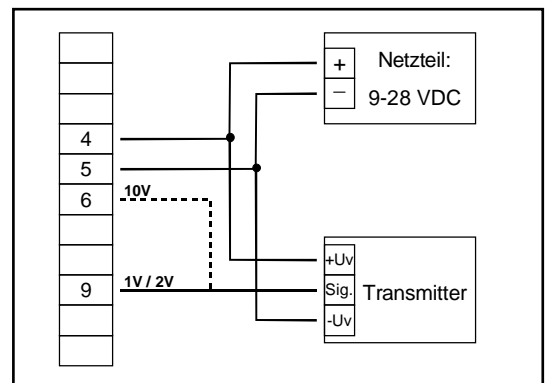 +
Netzteil:
–
9-28 VDC
4
5
6
10V
9
1V / 2V
+Uv
Sig.
Transmitter
-Uv